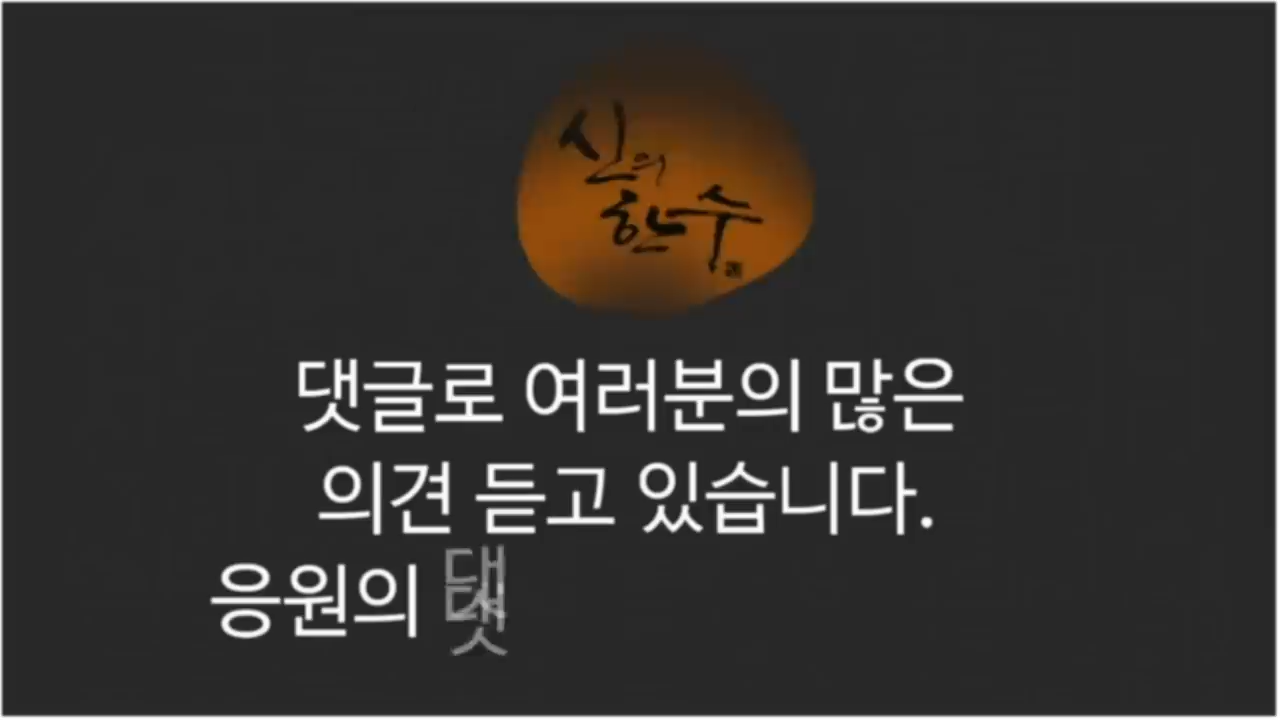 신의
한수
댓글로 여러분의 많은
의견 듣고 있습니다.
응원의 댓